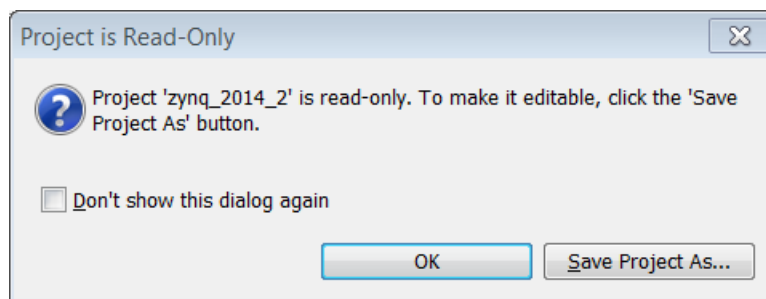 Project is Read-Only
Project 'zynq_2014_2' is read-only. To make it editable, click the 'Save
Project As' button.
Don't show this dialog again
OK
Save Project As...